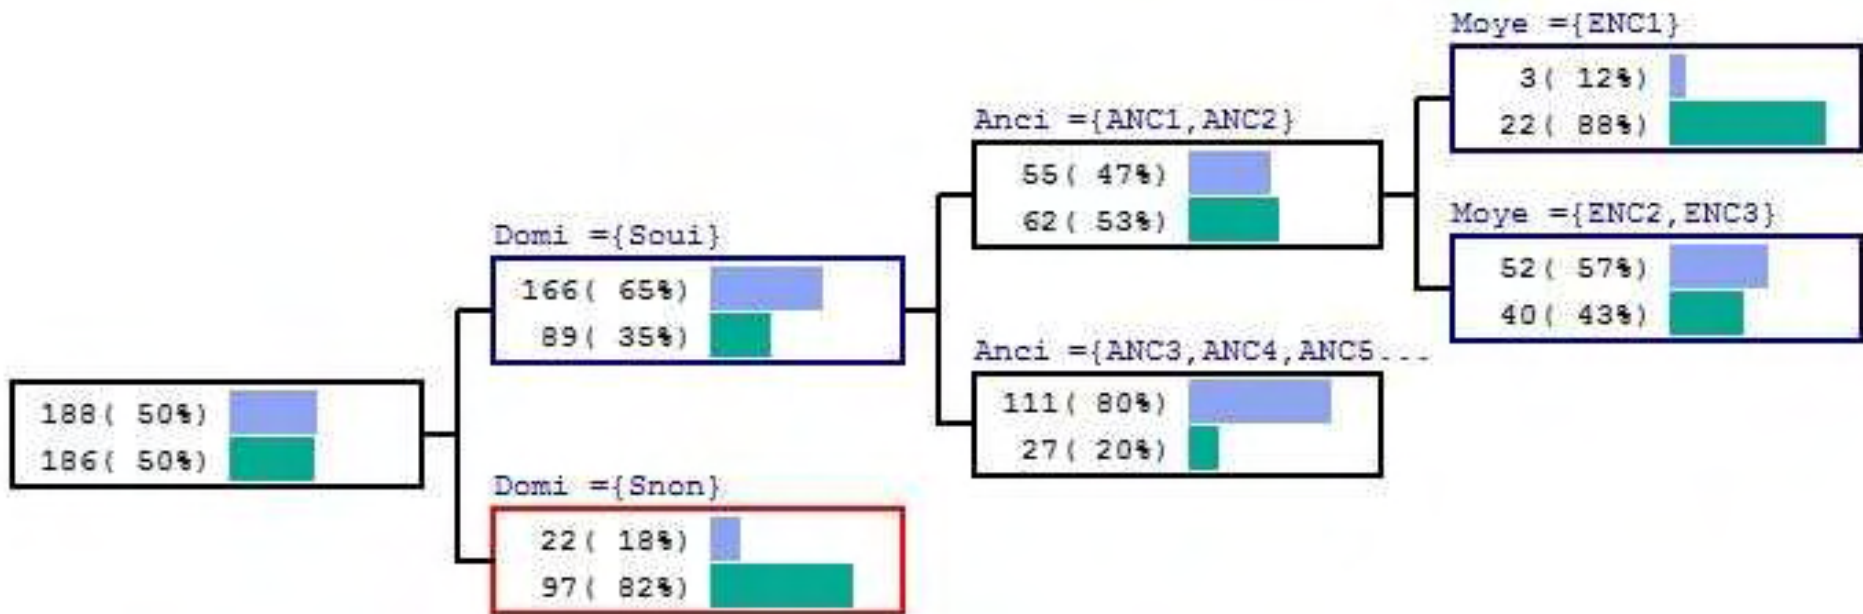 188( 50%)
186( 50%)
Domi ={Soui}
166( 65%)
89( 35%)
Domi ={Snon}
22( 18%)
97( 82%)
Anci ={ANC1,ANC2}
55( 47%)
62( 53%)
Anci ={ANC3,ANC4,ANC5...
111( 80%)
27( 20%)
Moye ={ENC1}
3( 12%)
22( 88%)
Moye ={ENC2,ENC3}
52( 57%)
40( 43%)